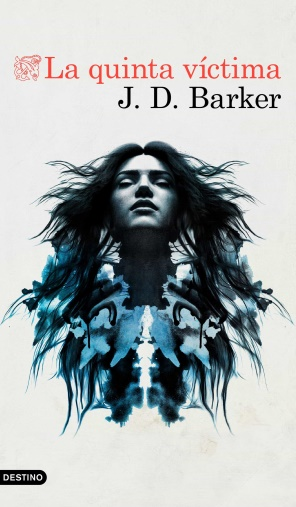 La quinta víctima
J. D. Barker
DESTINO